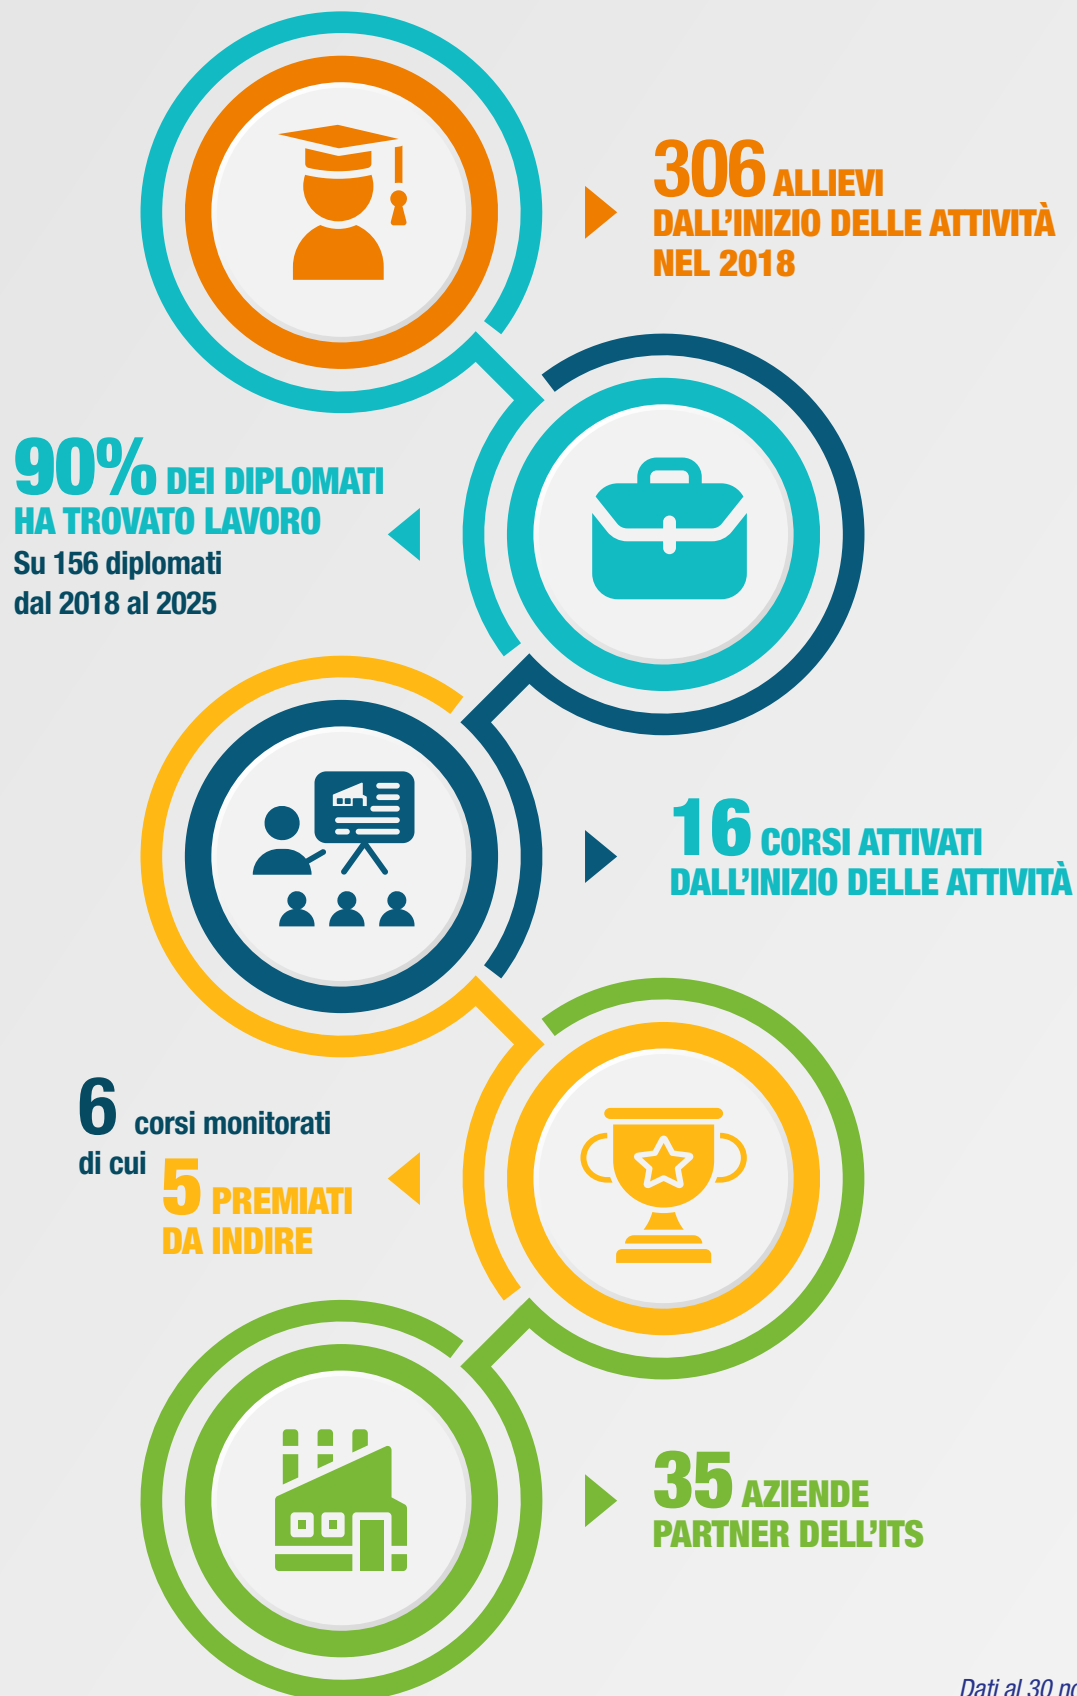 306 ALLIEVI
DALL'INIZIO DELLE ATTIVITÀ
NEL 2018
90% DEI DIPLOMATI
HA TROVATO LAVORO
Su 156 diplomati
dal 2018 al 2025
16 CORSI ATTIVATI
DALL'INIZIO DELLE ATTIVITÀ
6 corsi monitorati
di cui 5 PREMIATI
DA INDIRE
35 AZIENDE
PARTNER DELL'ITS
Dati al 30